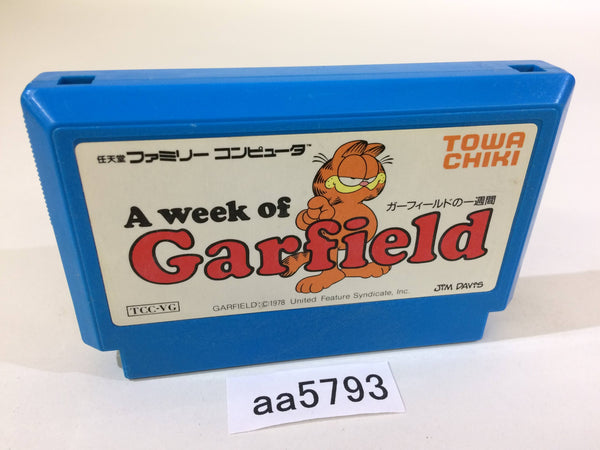 任天堂 ファミリー コンピュータ™
TOWA
CHIKI
A week of
ガーフィールドの一週間
Garfield
TCC-VG
GARFIELD: © 1978 United Feature Syndicate, Inc.
JIM DAVIS
aa5793